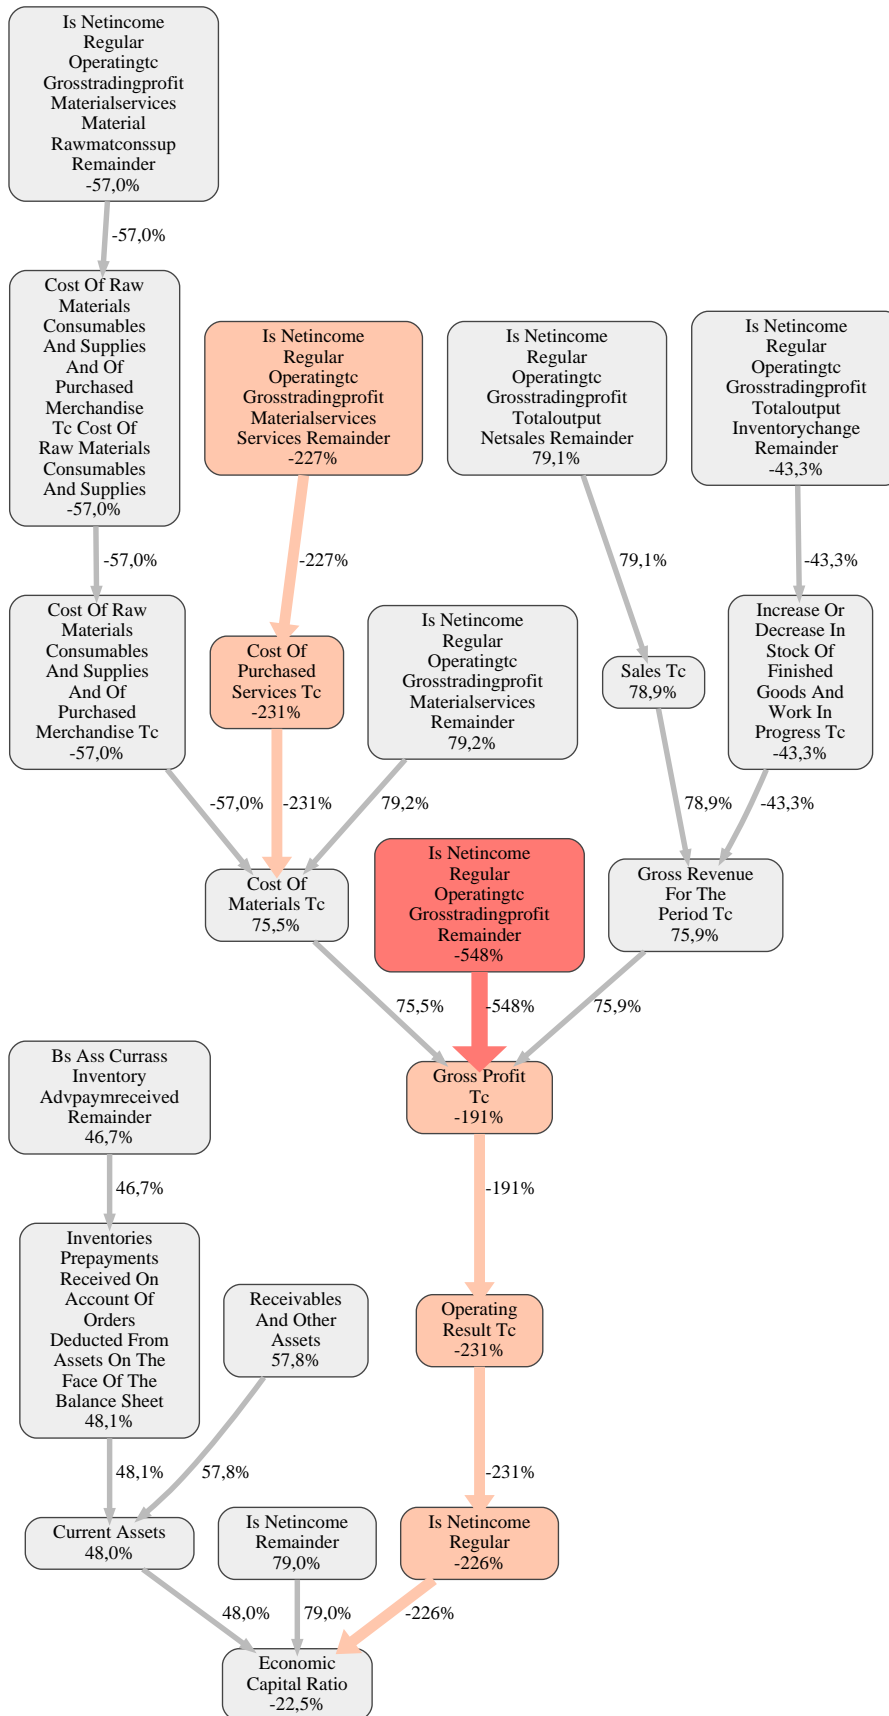 Is Netincome
Regular
Operatingtc
Grosstradingprofit
Materialservices
Material
Rawmatconssup
Remainder
-57,0%
-57,0%
Cost Of Raw
Materials
Consumables
And Supplies
And Of
Purchased
Merchandise
Tc Cost Of
Raw Materials
Consumables
And Supplies
-57,0%
Is Netincome
Regular
Operatingtc
Grosstradingprofit
Materialservices
Services Remainder
-227%
Is Netincome
Regular
Operatingtc
Grosstradingprofit
Totaloutput
Netsales Remainder
79,1%
Is Netincome
Regular
Operatingtc
Grosstradingprofit
Totaloutput
Inventorychange
Remainder
-43,3%
-57,0%
-227%
79,1%
-43,3%
Cost Of Raw
Materials
Consumables
And Supplies
And Of
Purchased
Merchandise Tc
-57,0%
Cost Of
Purchased
Services Tc
-231%
Is Netincome
Regular
Operatingtc
Grosstradingprofit
Materialservices
Remainder
79,2%
Sales Tc
78,9%
Increase Or
Decrease In
Stock Of
Finished
Goods And
Work In
Progress Tc
-43,3%
-57,0%
-231%
79,2%
78,9%
-43,3%
Cost Of
Materials Tc
75,5%
Is Netincome
Regular
Operatingtc
Grosstradingprofit
Remainder
-548%
Gross Revenue
For The
Period Tc
75,9%
75,5%
-548%
75,9%
Bs Ass Currass
Inventory
Advpaymreceived
Remainder
46,7%
Gross Profit
Tc
-191%
46,7%
-191%
Inventories
Prepayments
Received On
Account Of
Orders
Deducted From
Assets On The
Face Of The
Balance Sheet
48,1%
Receivables
And Other
Assets
57,8%
Operating
Result Tc
-231%
48,1%
57,8%
-231%
Current Assets
48,0%
Is Netincome
Remainder
79,0%
Is Netincome
Regular
-226%
48,0%
79,0%
-226%
Economic
Capital Ratio
-22,5%